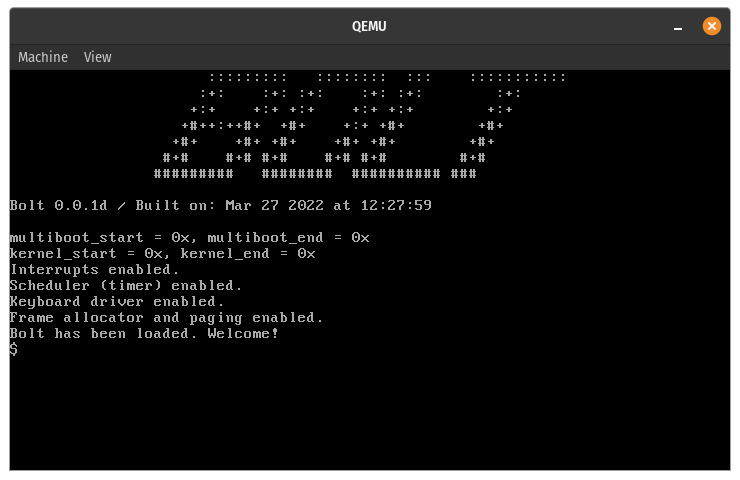 QEMU
Machine View
:::::::::   ::::::::  :::    :::::::::::
:+:    :+: :+:    :+: :+:        :+:
+:+    +:+ +:+    +:+ +:+        +:+
+#++:++#+  +#+    +:+ +#+        +#+
+#+    +#+ +#+    +#+ +#+        +#+
#+#    #+# #+#    #+# #+#        #+#
#########   ########  ########## ###
Bolt 0.0.1d / Built on: Mar 27 2022 at 12:27:59
multiboot_start = 0x, multiboot_end = 0x
kernel_start = 0x, kernel_end = 0x
Interrupts enabled.
Scheduler (timer) enabled.
Keyboard driver enabled.
Frame allocator and paging enabled.
Bolt has been loaded. Welcome!
$